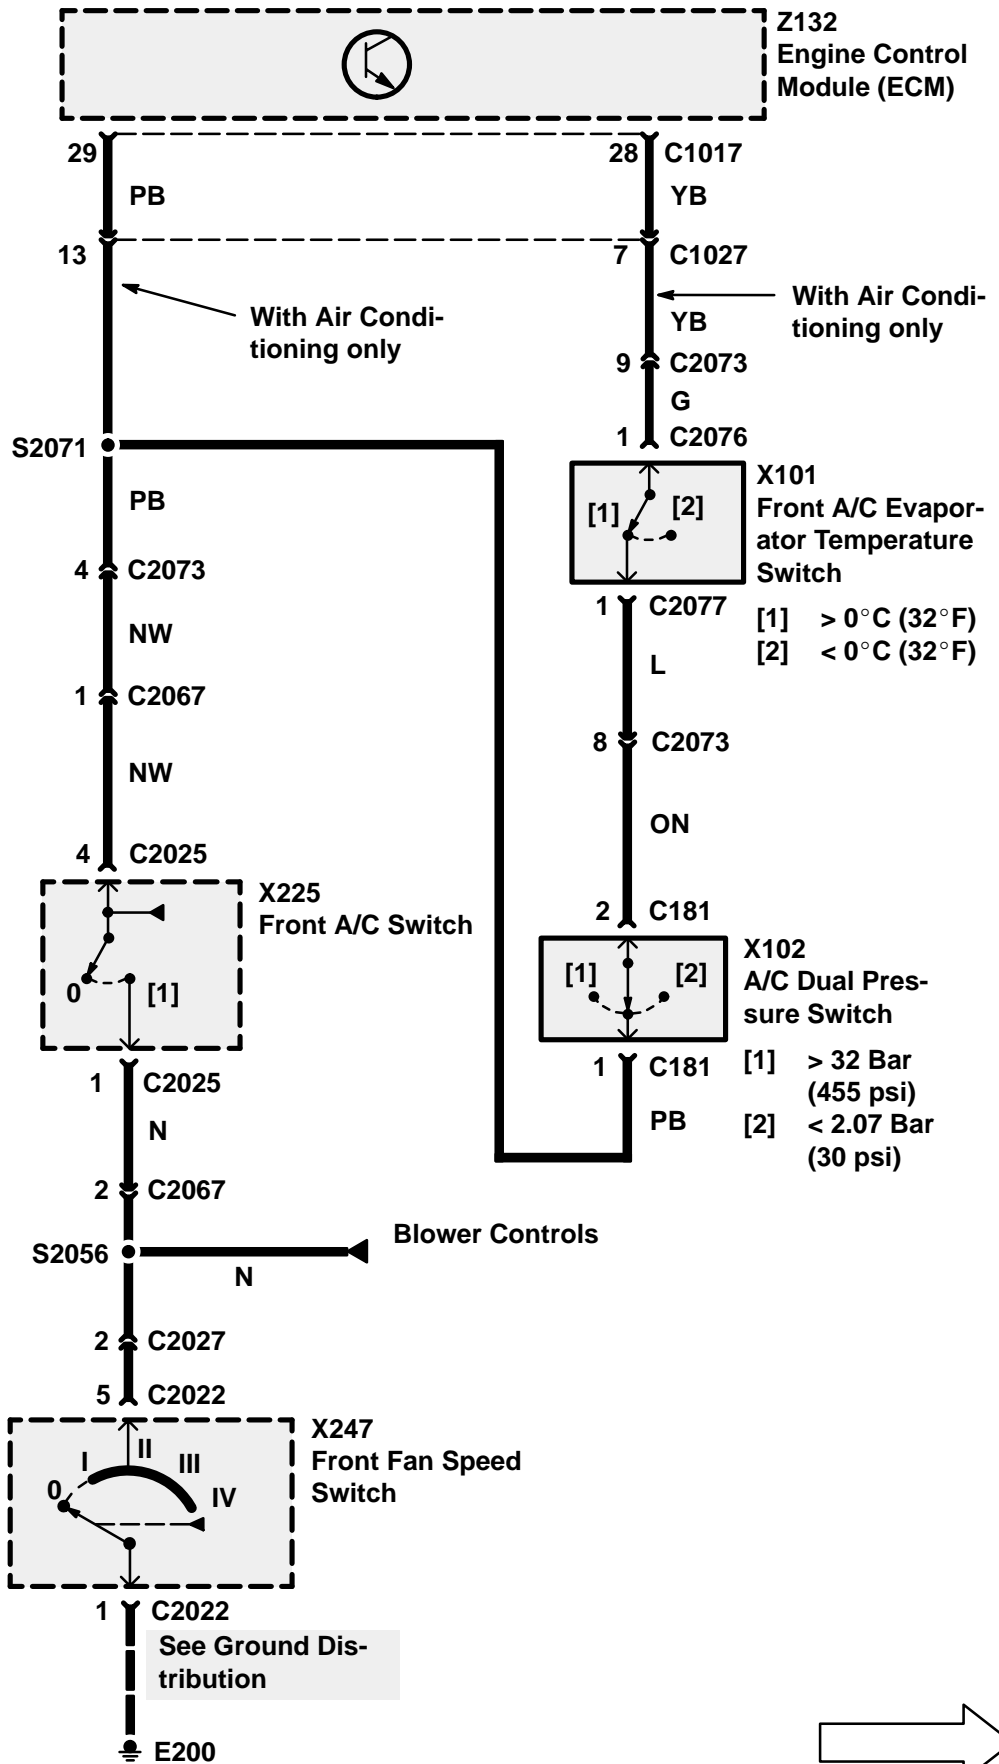 Z132
Engine Control
Module (ECM)
29
28
C1017
PB
YB
13
7
C1027
With Air Condi-
tioning only
With Air Condi-
tioning only
YB
9
C2073
G
1
C2076
S2071
PB
X101
Front A/C Evapor-
ator Temperature
Switch
[1]
[2]
[1] > 0°C (32°F)
[2] < 0°C (32°F)
4
C2073
1
C2077
NW
L
1
C2067
8
C2073
NW
ON
4
C2025
2
C181
X225
Front A/C Switch
0
[1]
X102
A/C Dual Pres-
sure Switch
[1]
[2]
[1] > 32 Bar
(455 psi)
[2] < 2.07 Bar
(30 psi)
1
C2025
1
C181
N
PB
2
C2067
S2056
Blower Controls
N
2
C2027
5
C2022
X247
Front Fan Speed
Switch
0
I
II
III
IV
1
C2022
See Ground Dis-
tribution
E200